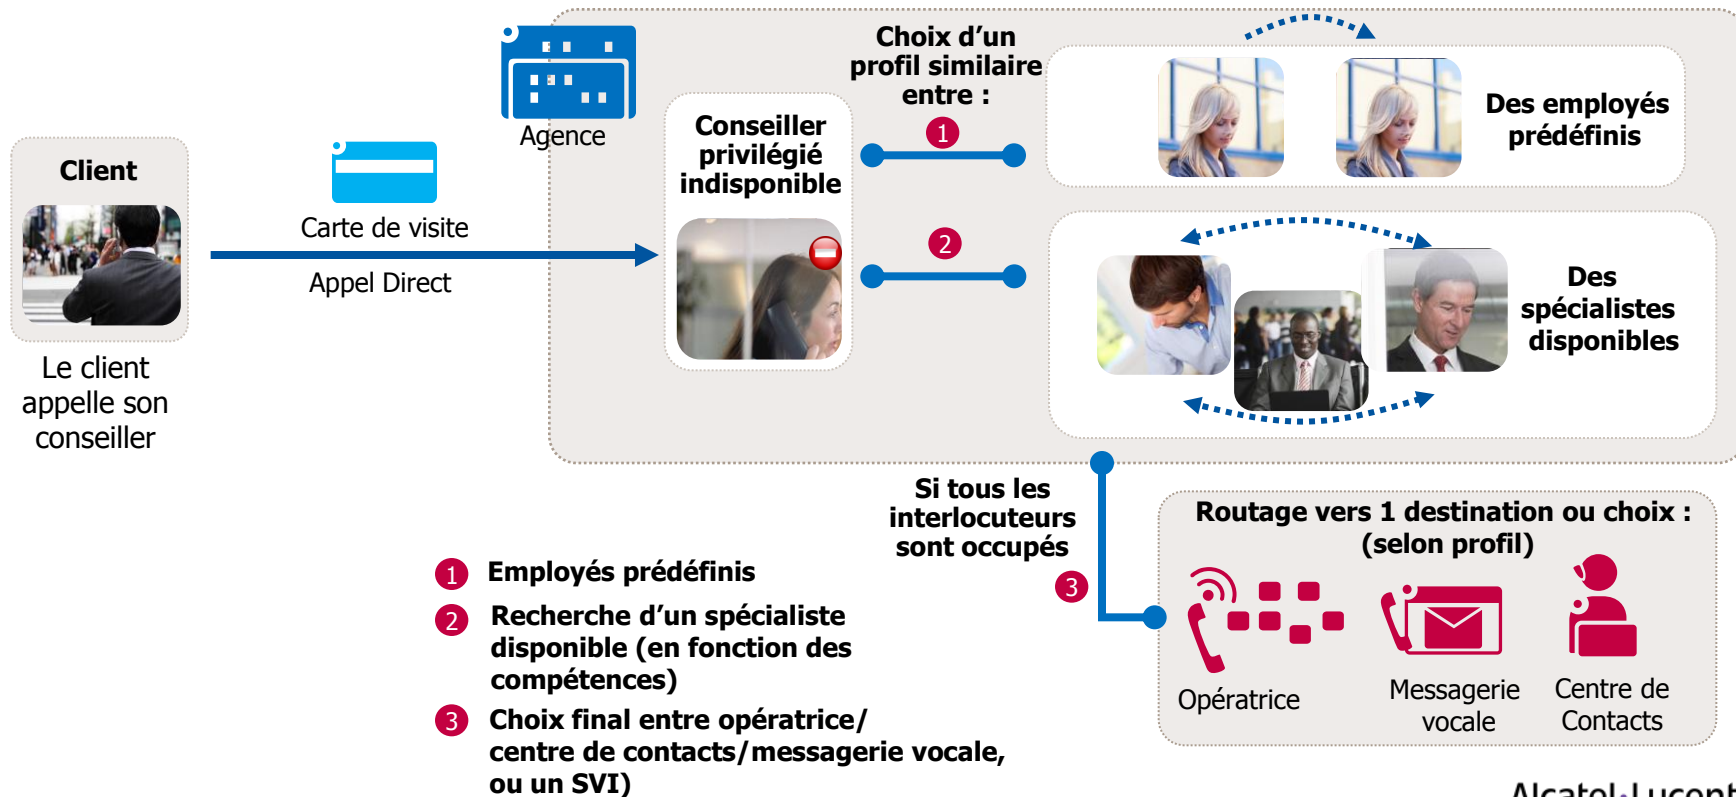 Client
Le client
appelle son
conseiller
Carte de visite
Appel Direct
Agence
Conseiller
privilégié
indisponible
Choix d’un
profil similaire
entre :
1
2
Des employés
prédéfinis
Des
spécialistes
disponibles
Si tous les
interlocuteurs
sont occupés
3
Routage vers 1 destination ou choix :
(selon profil)
Opératrice
Messagerie
vocale
Centre de
Contacts
1 Employés prédéfinis
2 Recherche d’un spécialiste
disponible (en fonction des
compétences)
3 Choix final entre opératrice/
centre de contacts/messagerie vocale,
ou un SVI)
Alcatel·Lucent